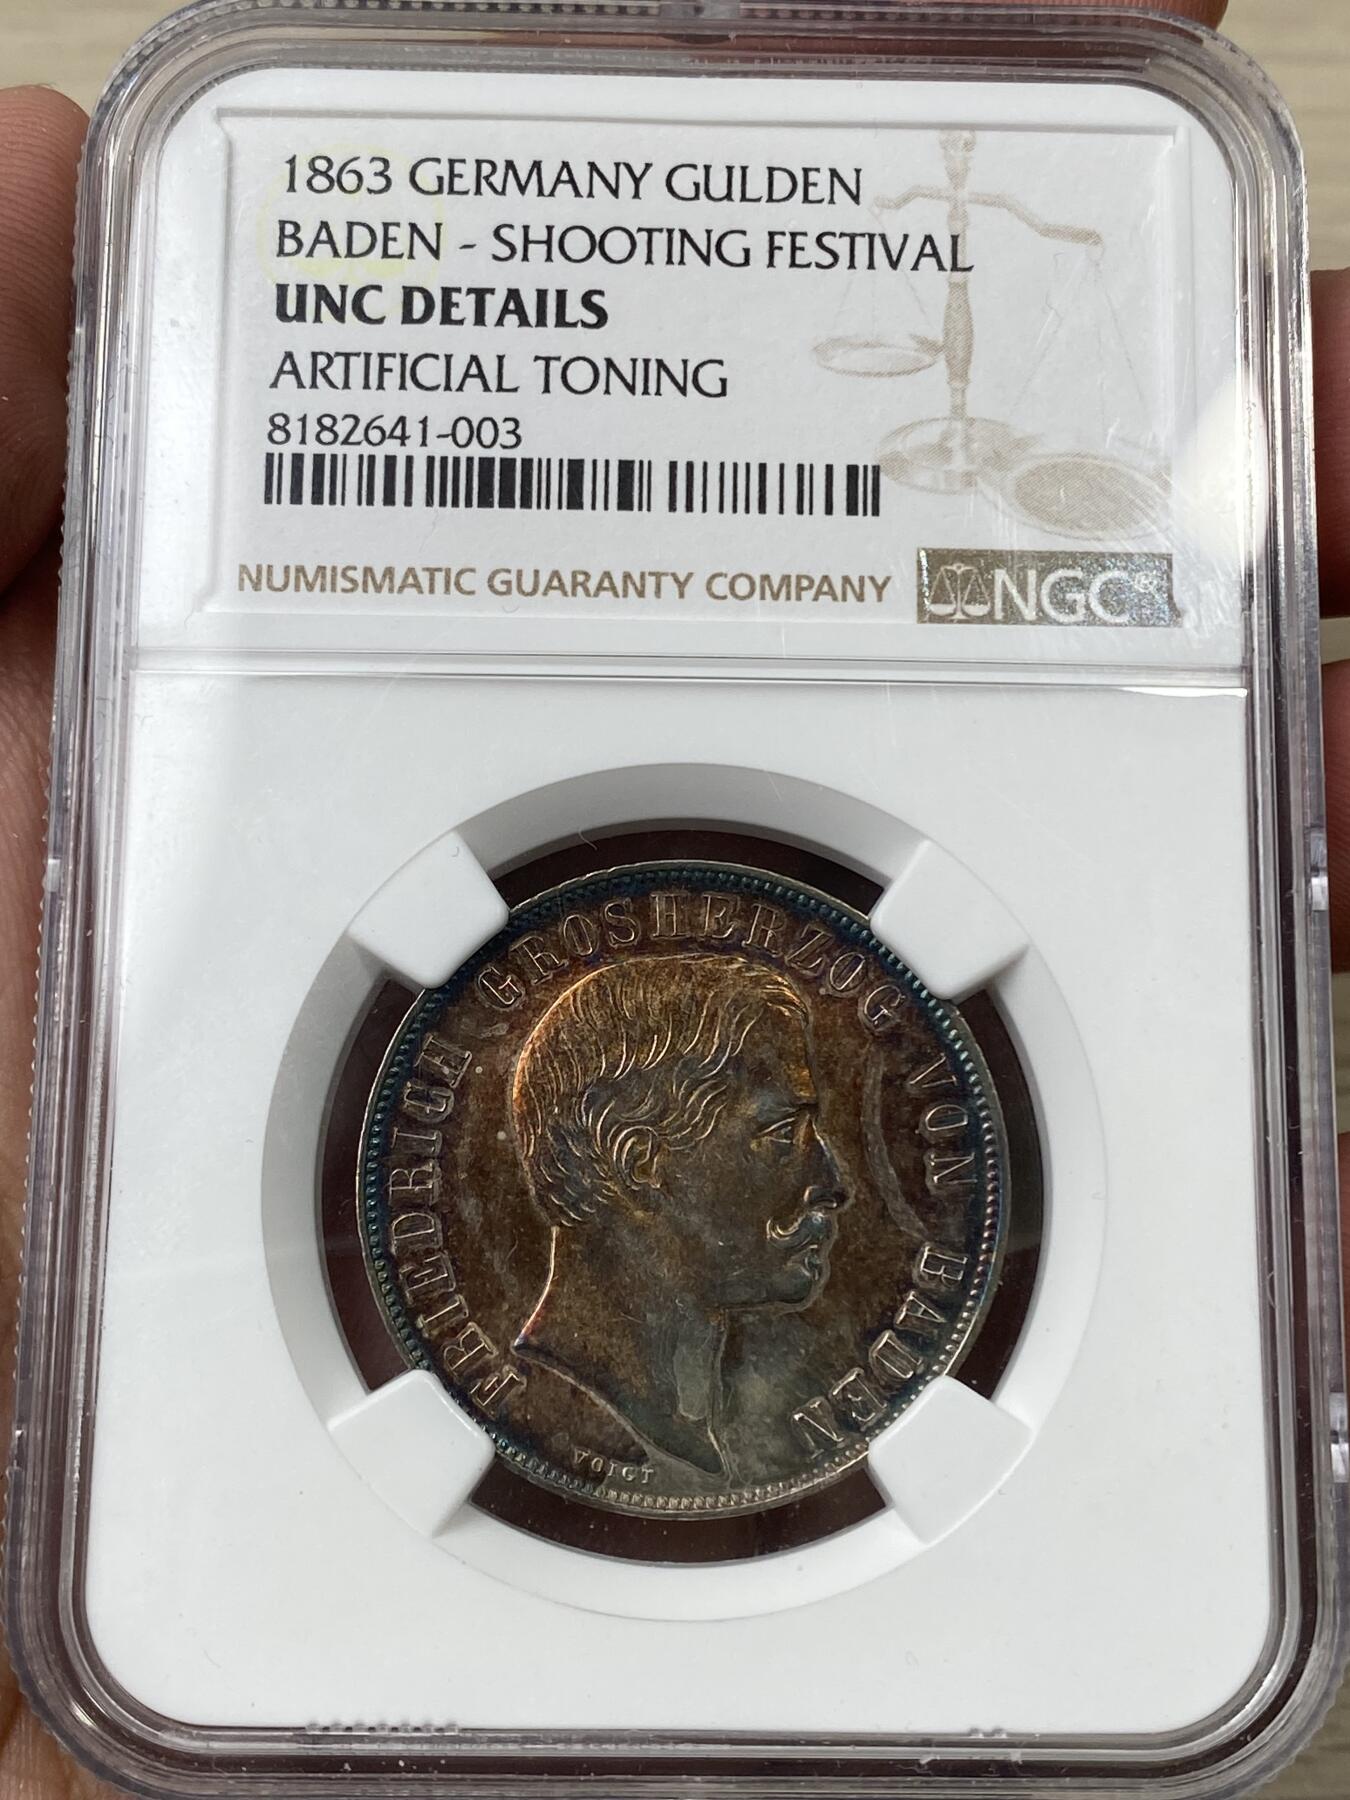 1863 GERMANY GULDEN
BADEN - SHOOTING FESTIVAL
UNC DETAILS
ARTIFICIAL TONING
8182641-003
NUMISMATIC GUARANTY COMPANY
NGC®
FRIEDRICH GROSHERZOG VON BADEN
VOIGT